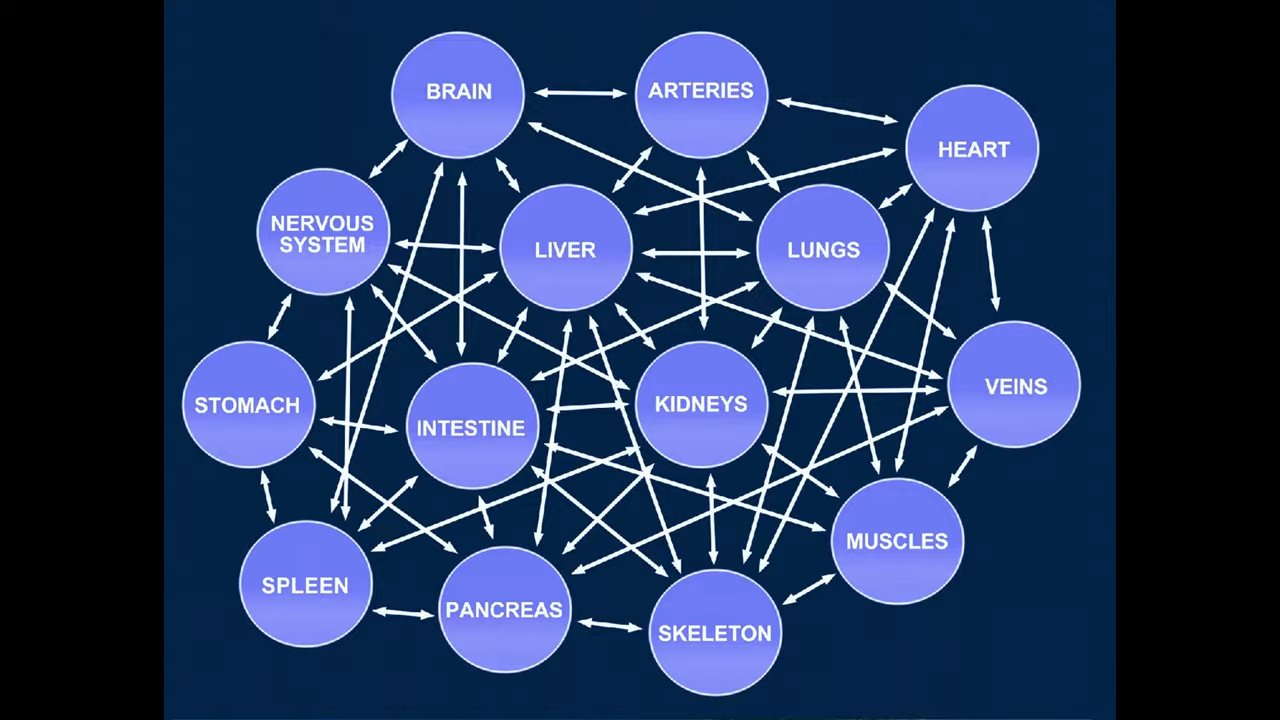 BRAIN
ARTERIES
HEART
NERVOUS
SYSTEM
LIVER
LUNGS
STOMACH
INTESTINE
KIDNEYS
VEINS
SPLEEN
PANCREAS
SKELETON
MUSCLES